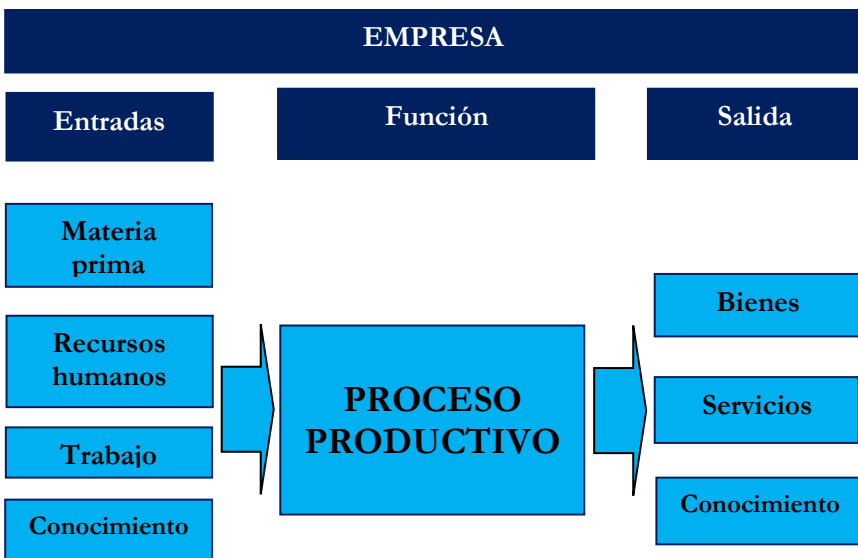 EMPRESA
Entradas
Función
Salida
Materia
prima
Recursos
humanos
Trabajo
Conocimiento
PROCESO
PRODUCTIVO
Bienes
Servicios
Conocimiento